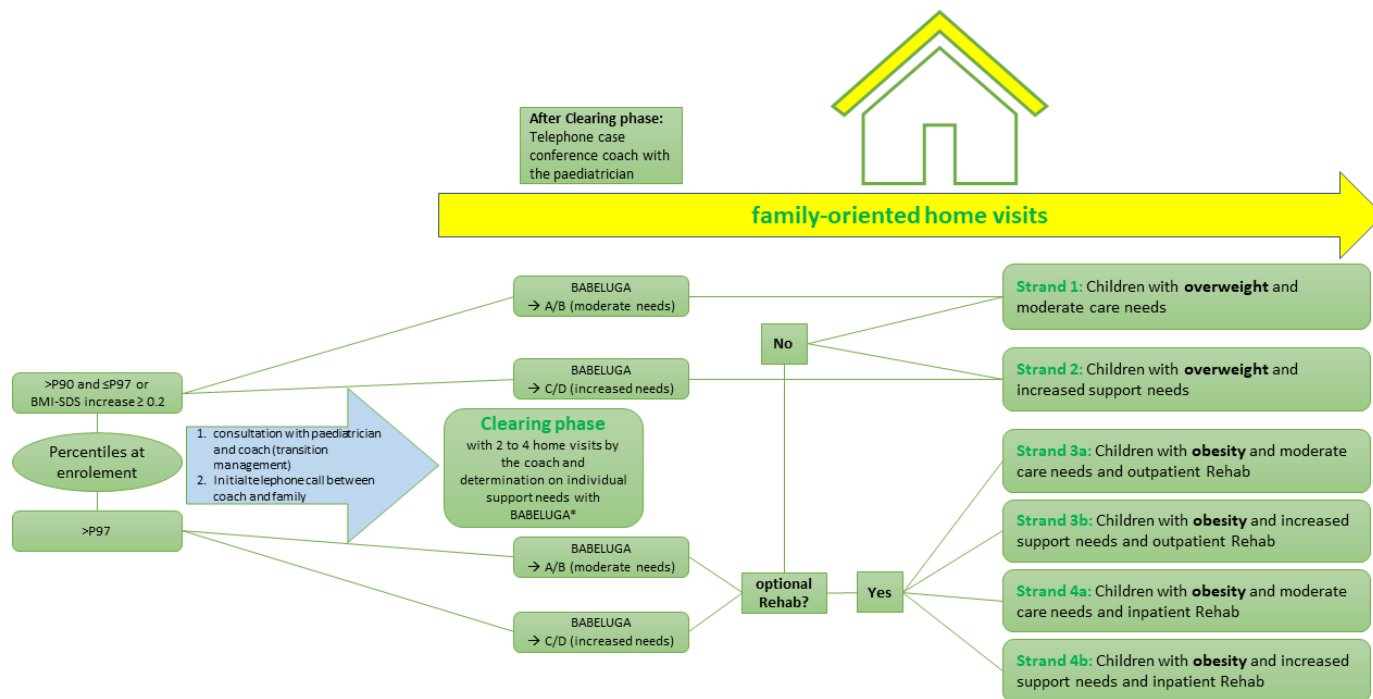 After Clearing phase:
Telephone case
conference coach with
the paediatrician
family-oriented home visits
BABELUGA
→ A/B (moderate needs)
Strand 1: Children with overweight and
moderate care needs
No
>P90 and ≤P97 or
BMI-SDS increase ≥ 0.2
BABELUGA
→ C/D (increased needs)
Strand 2: Children with overweight and
increased support needs
Percentiles at
enrolement
1. consultation with paediatrician
and coach (transition
management)
2. Initial telephone call between
coach and family
Clearing phase
with 2 to 4 home visits by
the coach and
determination on individual
support needs with
BABELUGA*
Strand 3a: Children with obesity and moderate
care needs and outpatient Rehab
>P97
Strand 3b: Children with obesity and increased
support needs and outpatient Rehab
BABELUGA
→ A/B (moderate needs)
optional
Rehab?
Yes
Strand 4a: Children with obesity and moderate
care needs and inpatient Rehab
BABELUGA
→ C/D (increased needs)
Strand 4b: Children with obesity and increased
support needs and inpatient Rehab